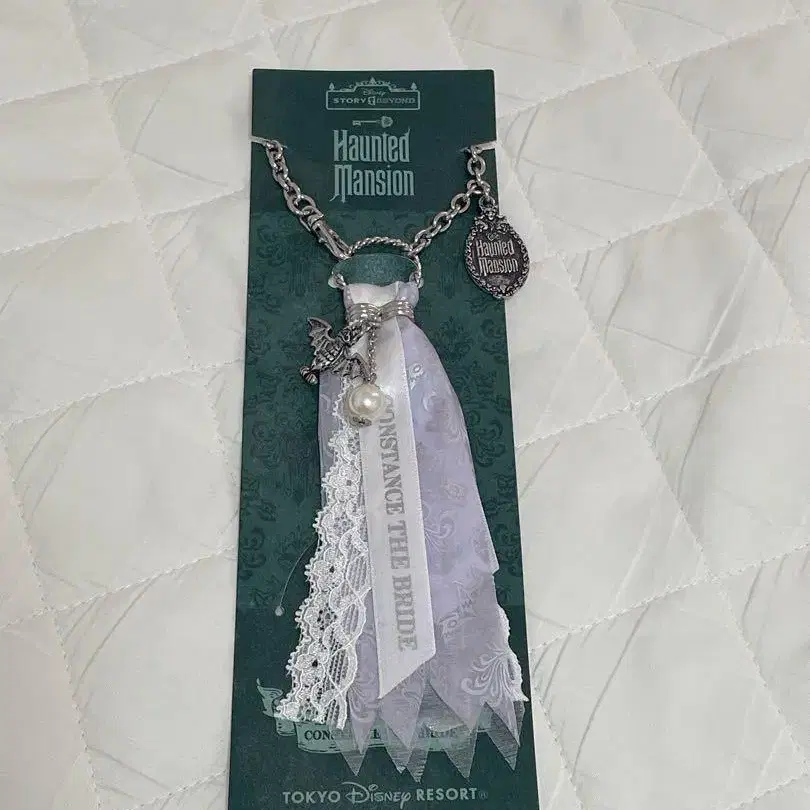 Disney
STORY BEYOND
Haunted
Mansion
Haunted
Mansion
CONSTANCE THE BRIDE
TOKYO Disney RESORT®